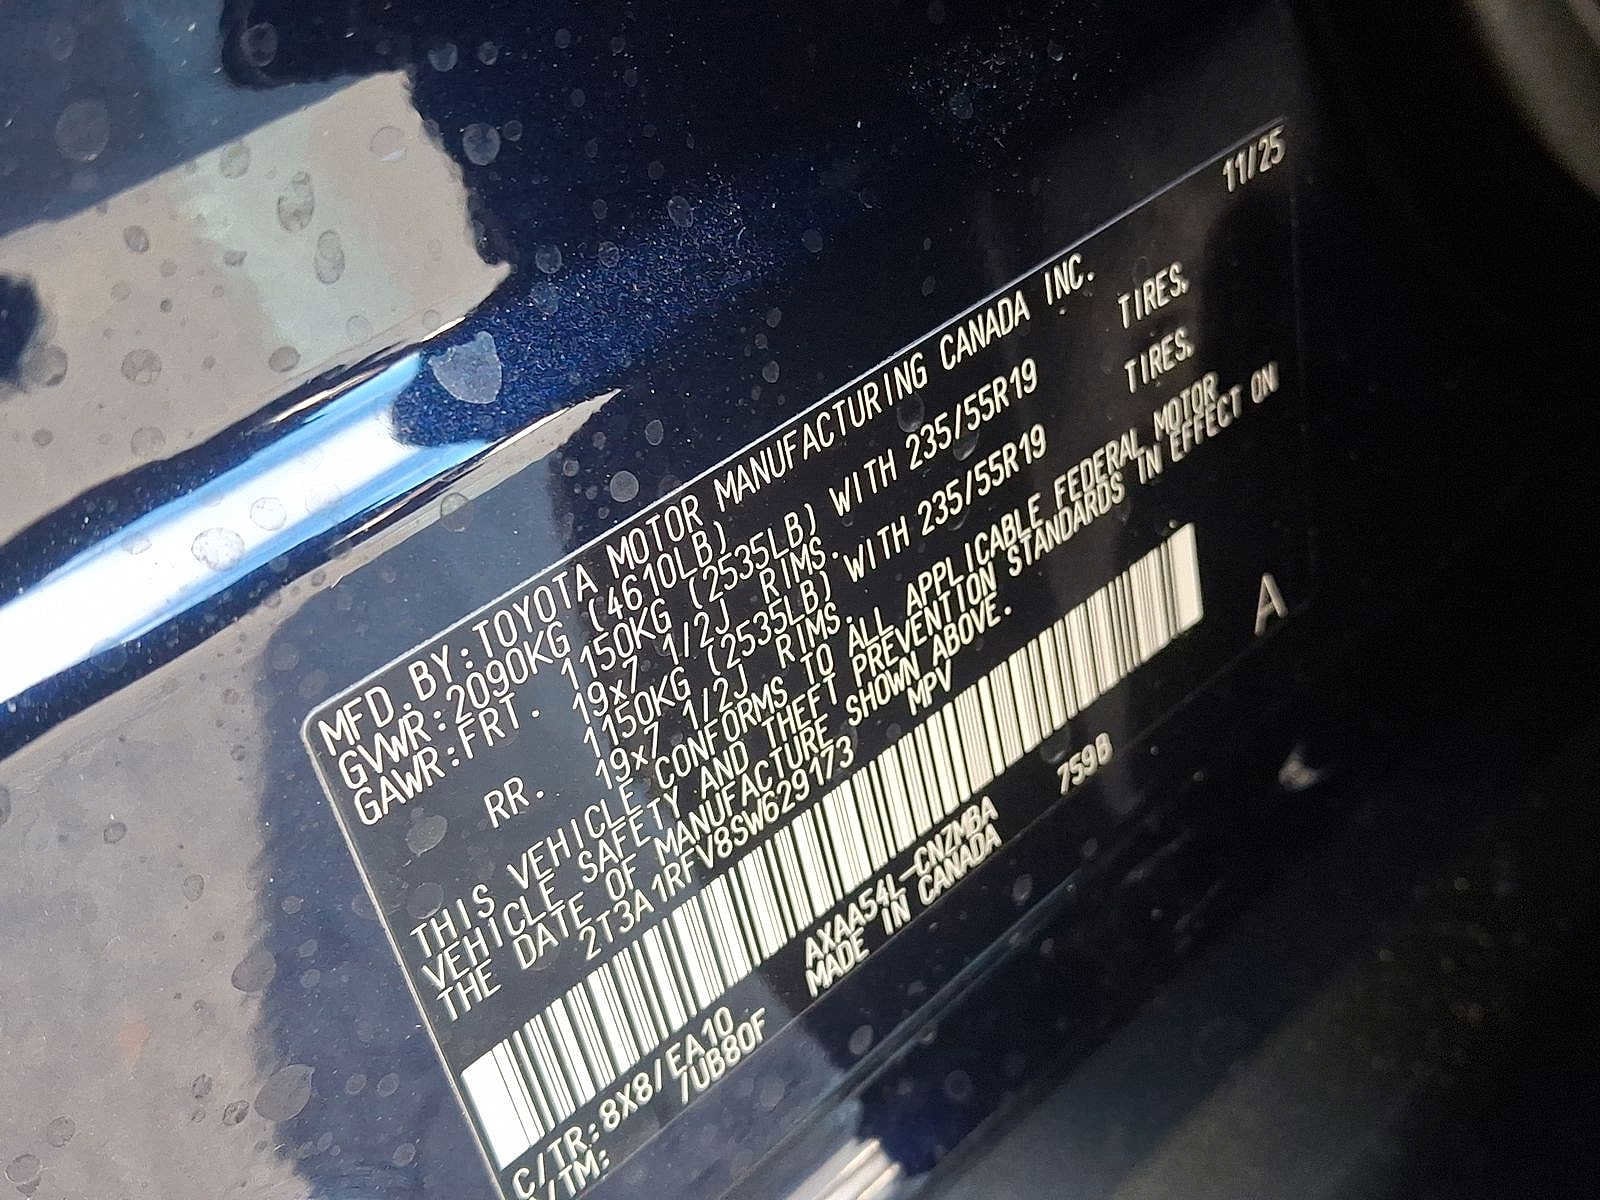 11/25
MFD.BY:TOYOTA MOTOR MANUFACTURING CANADA INC.
GVWR:2090KG (4610LB)
GAWR:FRT. 1150KG (2535LB) WITH 235/55R19 TIRES,
19x7 1/2J RIMS.
RR. 1150KG (2535LB) WITH 235/55R19 TIRES,
19x7 1/2J RIMS.
THIS VEHICLE CONFORMS TO ALL APPLICABLE FEDERAL MOTOR
VEHICLE SAFETY AND THEFT PREVENTION STANDARDS IN EFFECT ON
THE DATE OF MANUFACTURE SHOWN ABOVE.
2T3A1RFV8SW629173 MPV
A
C/TR:8X8/EA10 AXAA54L-CNZMBA 759B
/TM: /UB80F MADE IN CANADA